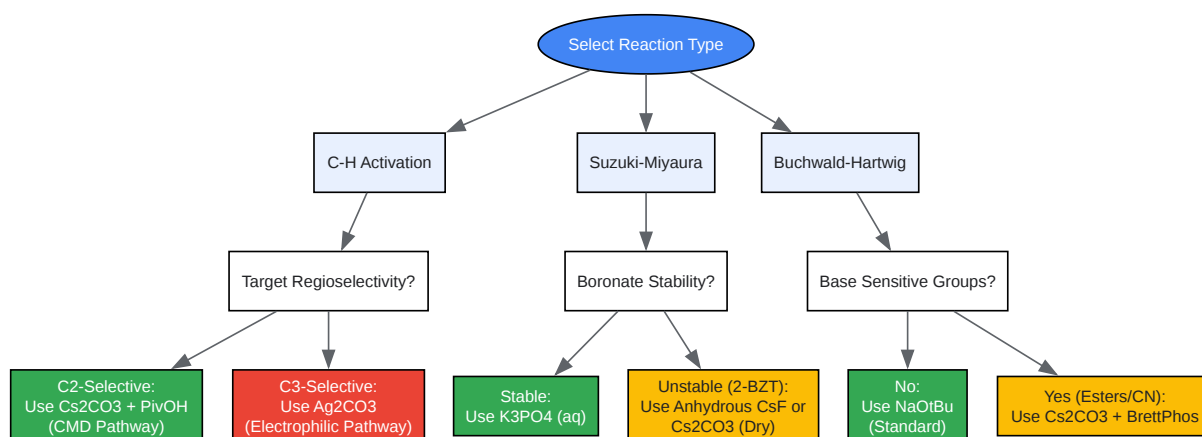 Select Reaction Type
C-H Activation
Suzuki-Miyaura
Buchwald-Hartwig
Target Regioselectivity?
Boronate Stability?
Base Sensitive Groups?
C2-Selective:
Use Cs2CO3 + PivOH
(CMD Pathway)
C3-Selective:
Use Ag2CO3
(Electrophilic Pathway)
Stable:
Use K3PO4 (aq)
Unstable (2-BZT):
Use Anhydrous CsF or
Cs2CO3 (Dry)
No:
Use NaOtBu
(Standard)
Yes (Esters/CN):
Use Cs2CO3 + BrettPhos